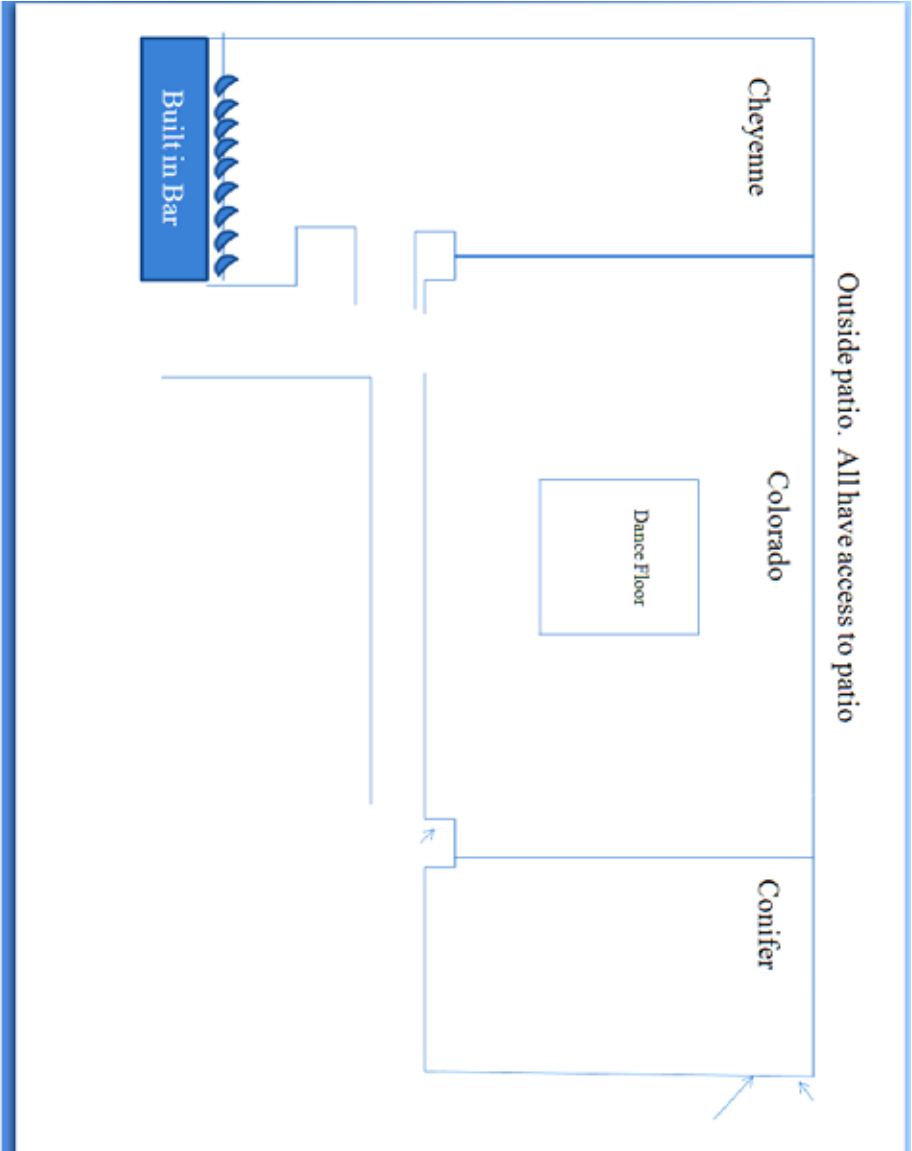 Outside patio. All have access to patio
Cheyenne
Colorado
Conifer
Dance Floor
Built in Bar